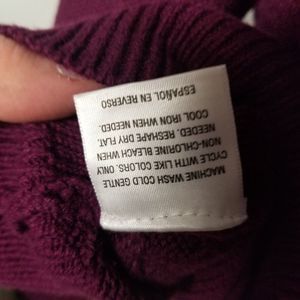 MACHINE WASH COLD GENTLE
CYCLE WITH LIKE COLORS. ONLY
NON-CHLORINE BLEACH WHEN
NEEDED. RESHAPE DRY FLAT.
COOL IRON WHEN NEEDED.
ESPAÑOL EN REVERSO